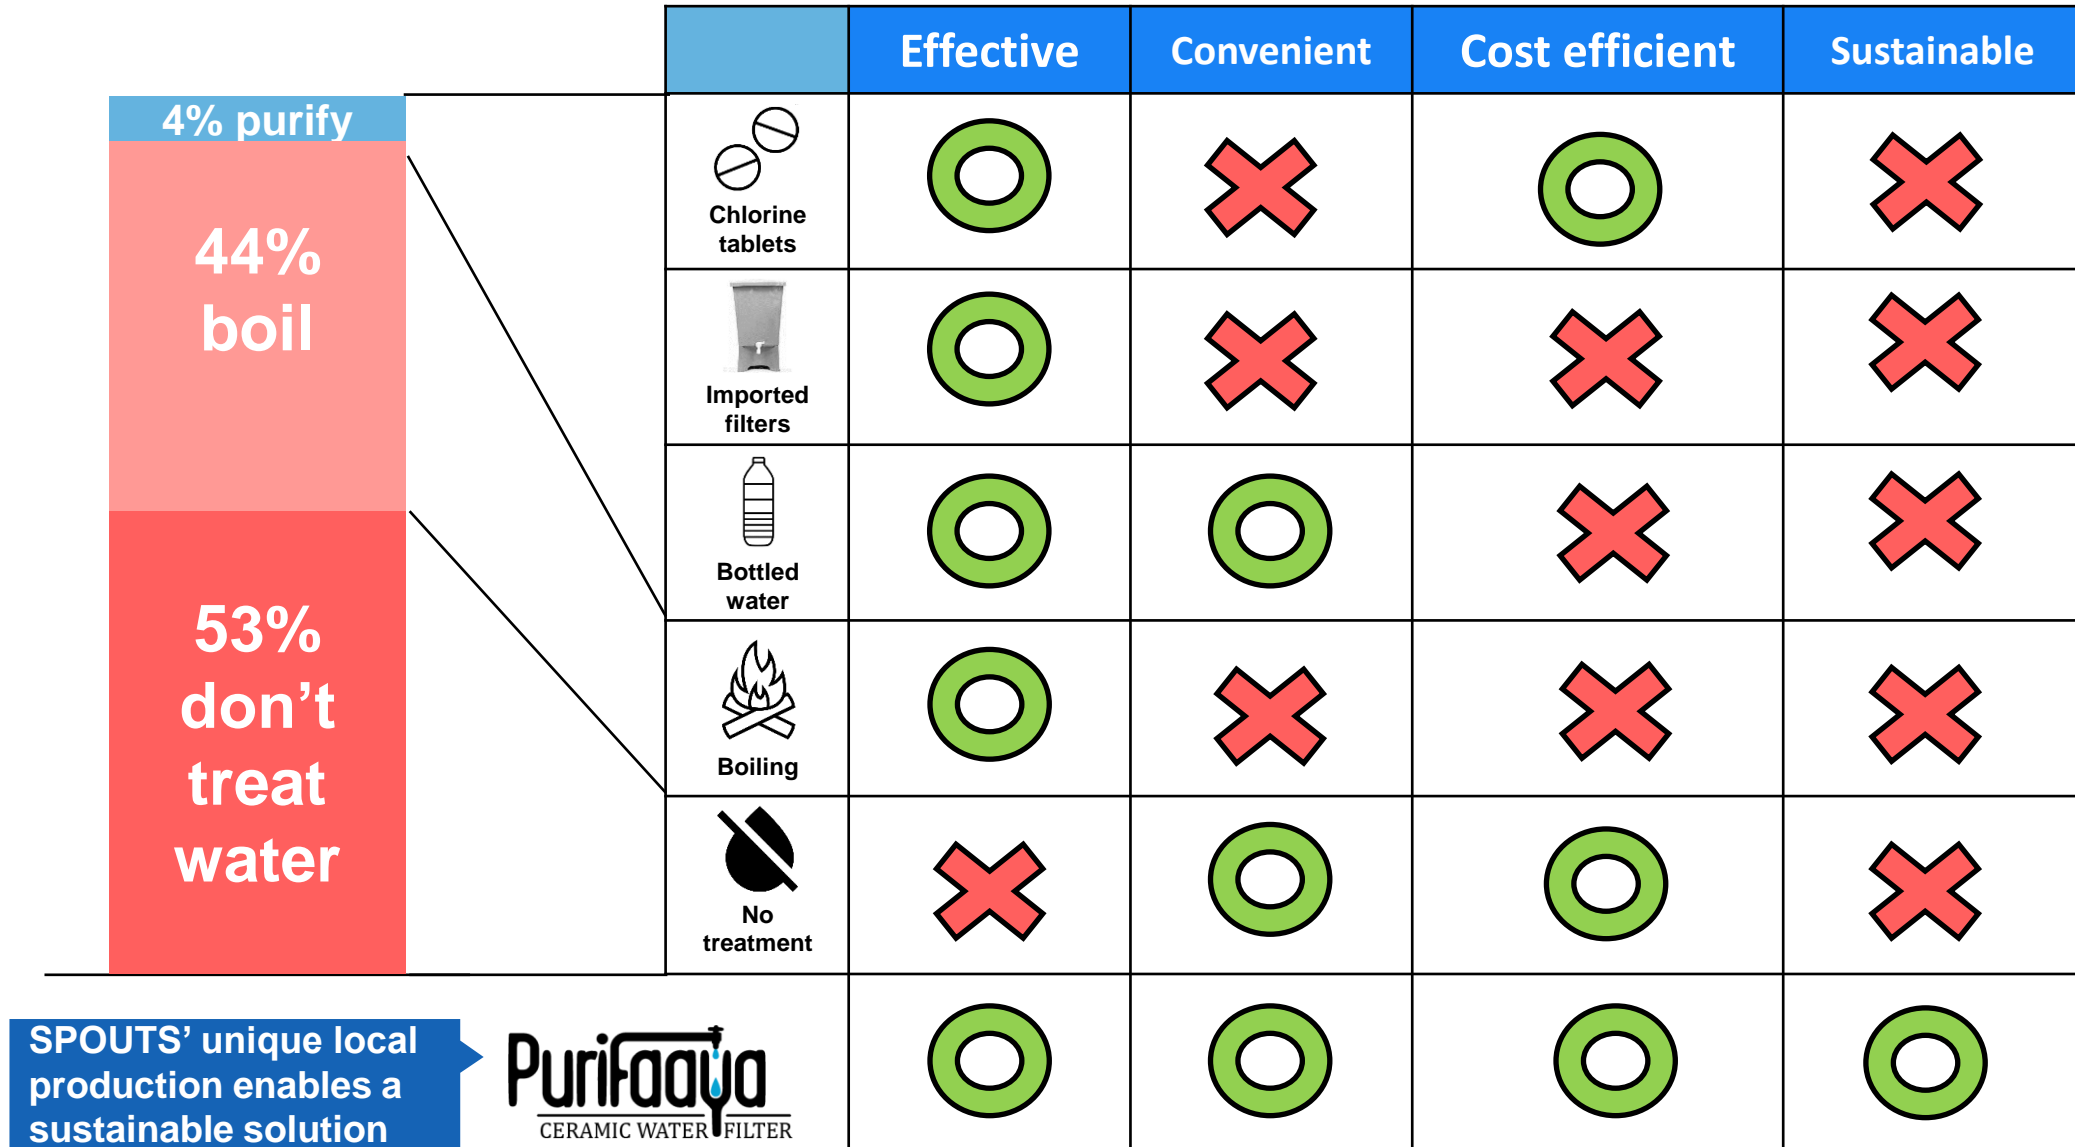 Effective
Convenient
Cost efficient
Sustainable
4% purify
44%
boil
53%
don’t
treat
water
Chlorine
tablets
Imported
filters
Bottled
water
Boiling
No
treatment
SPOUTS’ unique local
production enables a
sustainable solution
Purifaaya
CERAMIC WATER FILTER